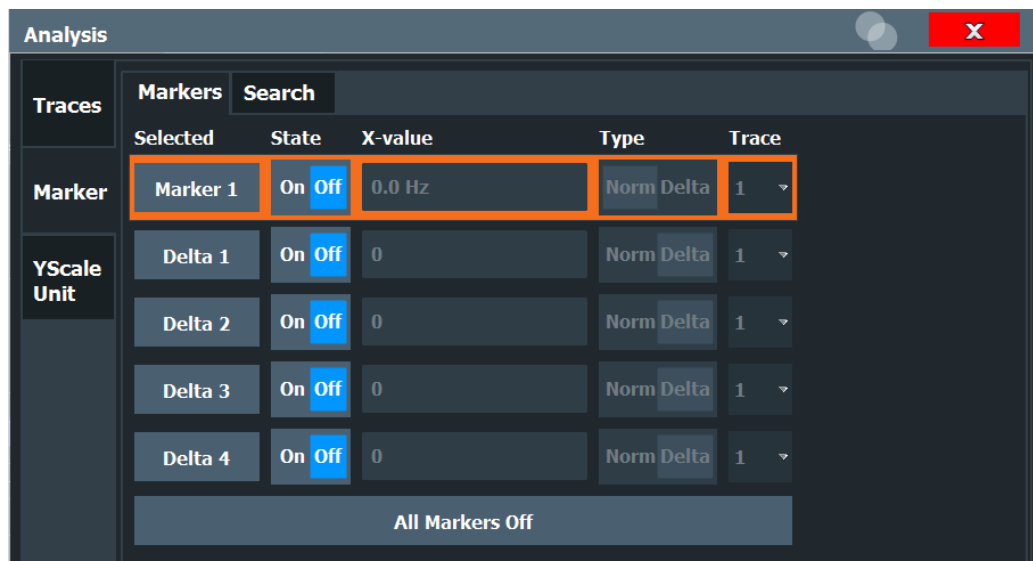 Analysis X
Traces
Marker
YScale
Unit
Markers Search
Selected State X-value Type Trace
Marker 1 On Off 0.0 Hz Norm Delta 1
Delta 1 On Off 0 Norm Delta 1
Delta 2 On Off 0 Norm Delta 1
Delta 3 On Off 0 Norm Delta 1
Delta 4 On Off 0 Norm Delta 1
All Markers Off